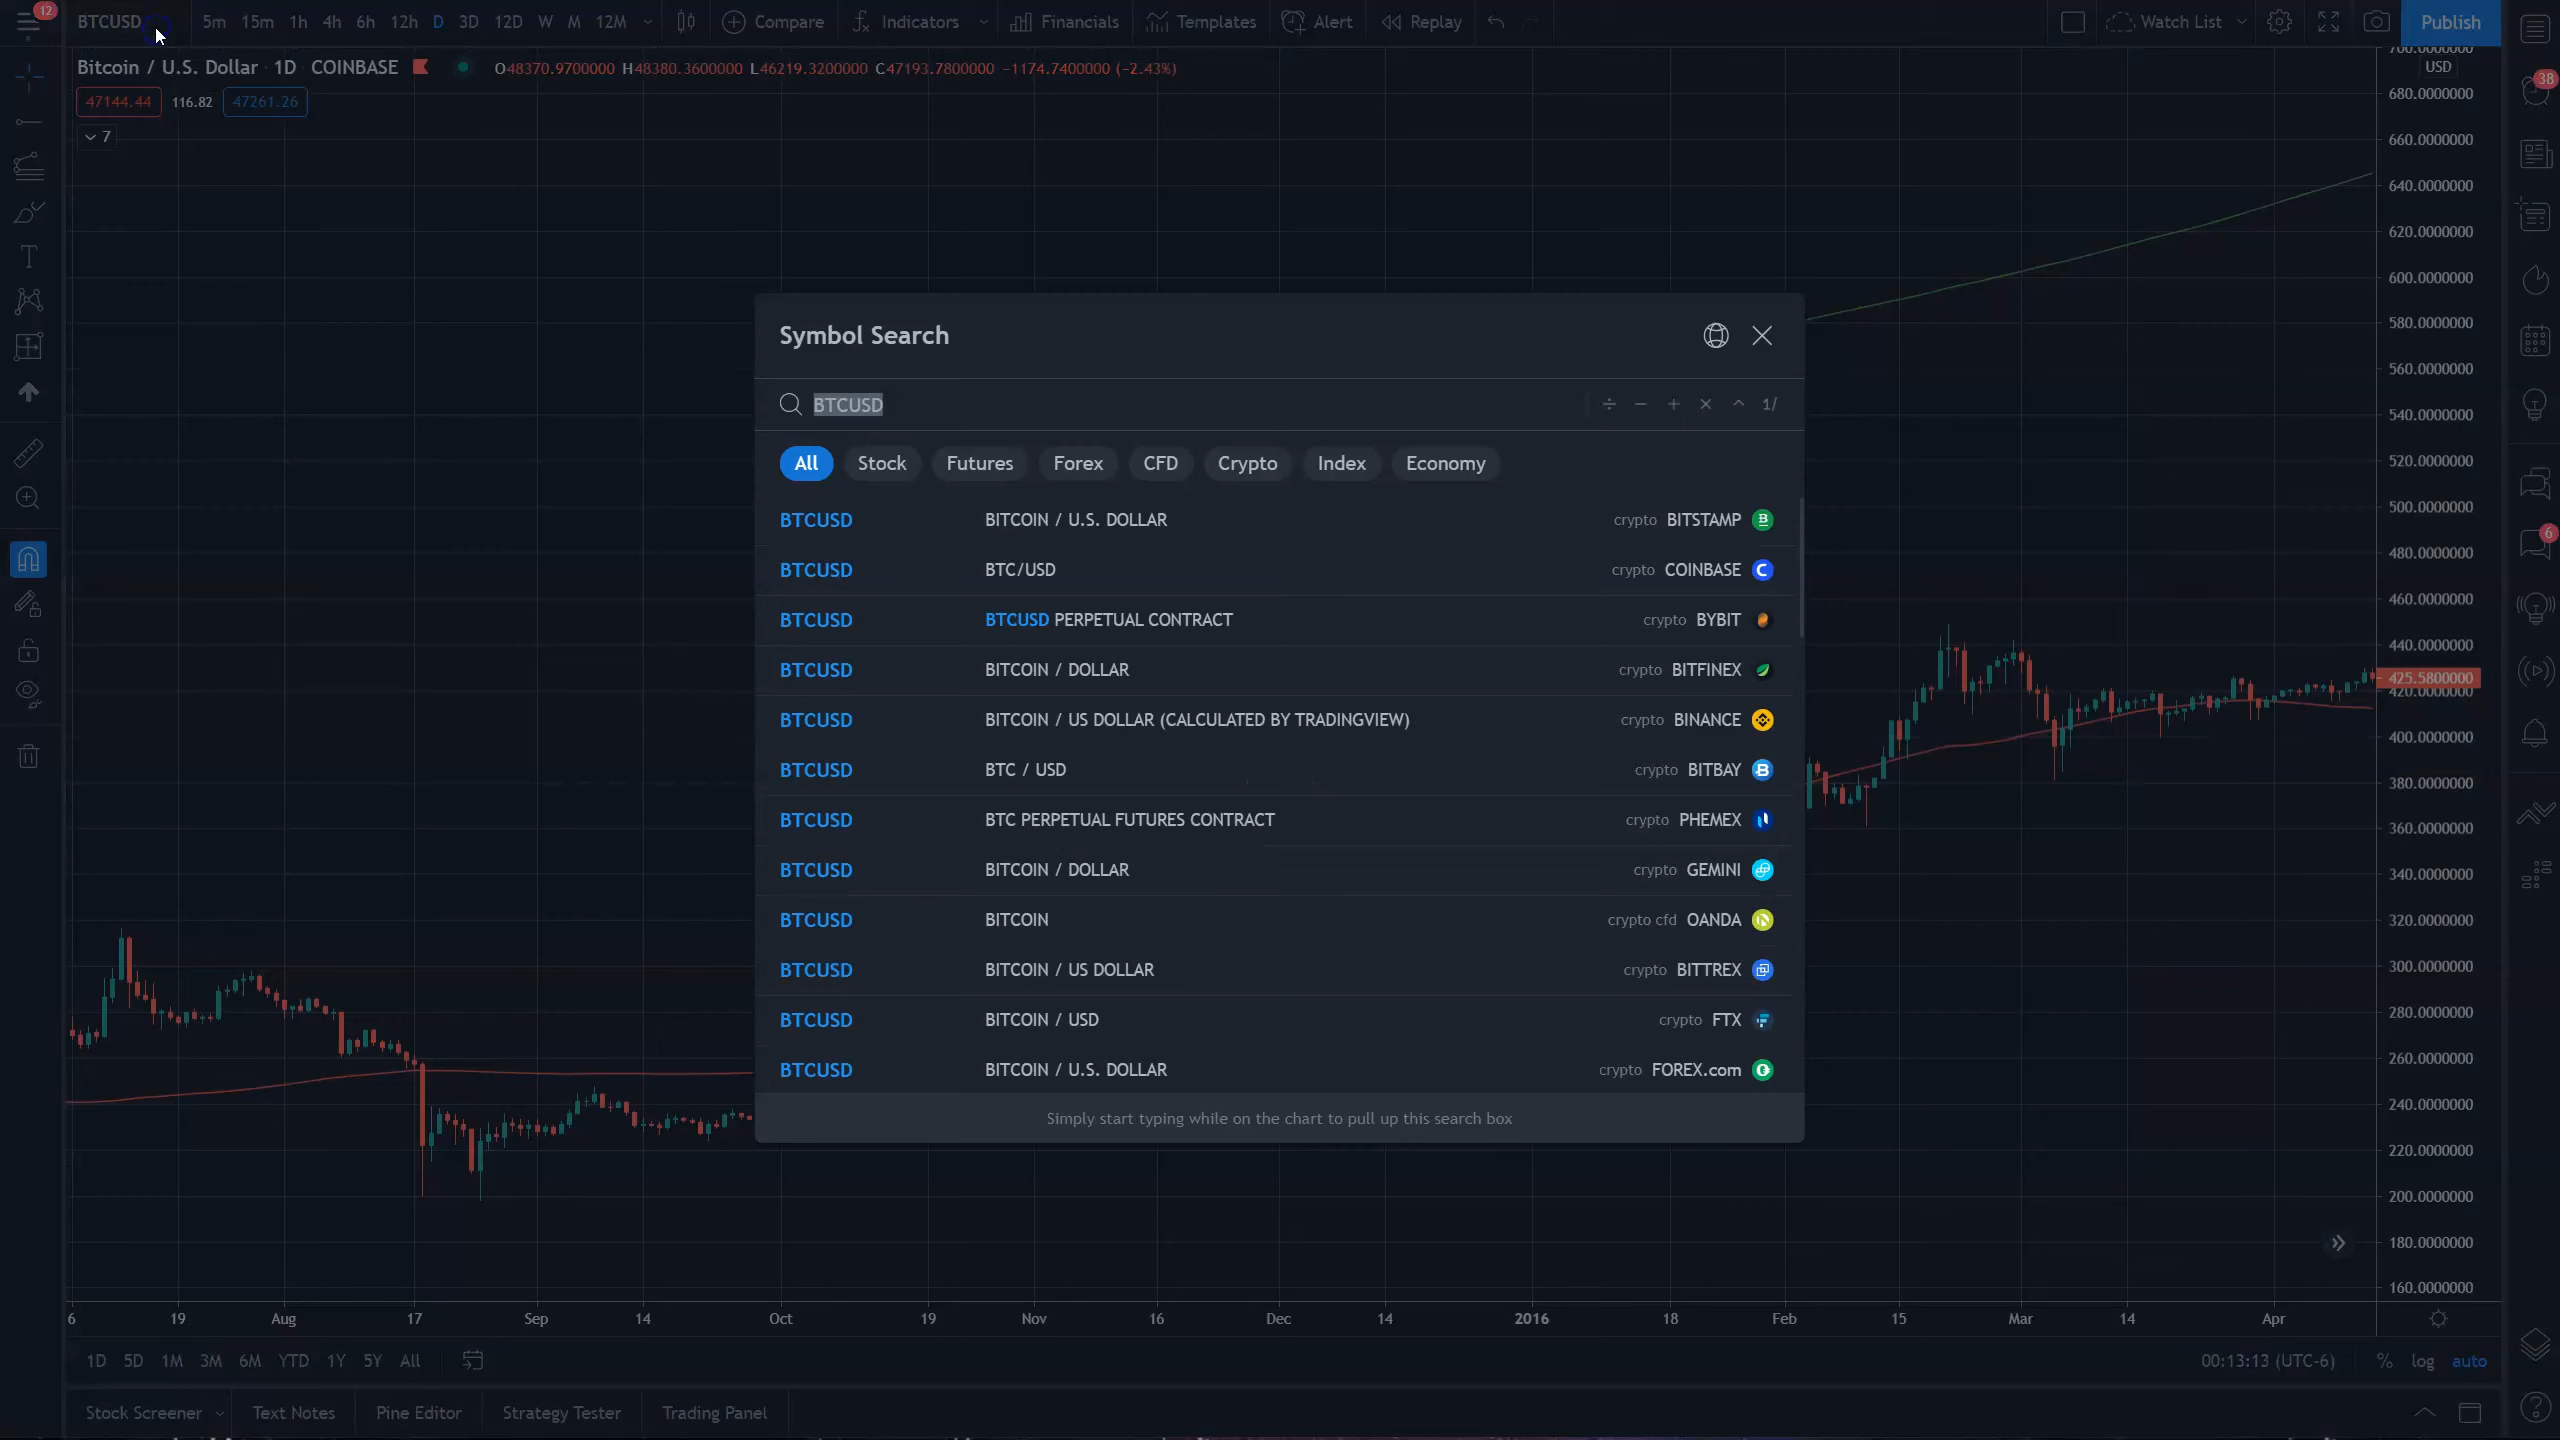 12
BTCUSD 5m 15m 1h 4h 6h 12h D 3D 12D W M 12M Compare Indicators Financials Templates Alert Replay Watch List Publish
Bitcoin / U.S. Dollar · 1D · COINBASE O48370.9700000 H48380.3600000 L46219.3200000 C47193.7800000 −1174.7400000 (−2.43%)
47144.44 116.82 47261.26
7
USD
38
700.0000000
680.0000000
660.0000000
640.0000000
620.0000000
600.0000000
580.0000000
560.0000000
540.0000000
520.0000000
500.0000000
480.0000000
460.0000000
440.0000000
425.5800000
420.0000000
400.0000000
380.0000000
360.0000000
340.0000000
320.0000000
300.0000000
280.0000000
260.0000000
240.0000000
220.0000000
200.0000000
180.0000000
160.0000000
6
Symbol Search
BTCUSD ÷ − + × ^ 1/
All Stock Futures Forex CFD Crypto Index Economy
BTCUSD BITCOIN / U.S. DOLLAR crypto BITSTAMP
BTCUSD BTC/USD crypto COINBASE
BTCUSD BTCUSD PERPETUAL CONTRACT crypto BYBIT
BTCUSD BITCOIN / DOLLAR crypto BITFINEX
BTCUSD BITCOIN / US DOLLAR (CALCULATED BY TRADINGVIEW) crypto BINANCE
BTCUSD BTC / USD crypto BITBAY
BTCUSD BTC PERPETUAL FUTURES CONTRACT crypto PHEMEX
BTCUSD BITCOIN / DOLLAR crypto GEMINI
BTCUSD BITCOIN crypto cfd OANDA
BTCUSD BITCOIN / US DOLLAR crypto BITTREX
BTCUSD BITCOIN / USD crypto FTX
BTCUSD BITCOIN / U.S. DOLLAR crypto FOREX.com
Simply start typing while on the chart to pull up this search box
6 19 Aug 17 Sep 14 Oct 19 Nov 16 Dec 14 2016 18 Feb 15 Mar 14 Apr
1D 5D 1M 3M 6M YTD 1Y 5Y All 00:13:13 (UTC-6) % log auto
Stock Screener Text Notes Pine Editor Strategy Tester Trading Panel